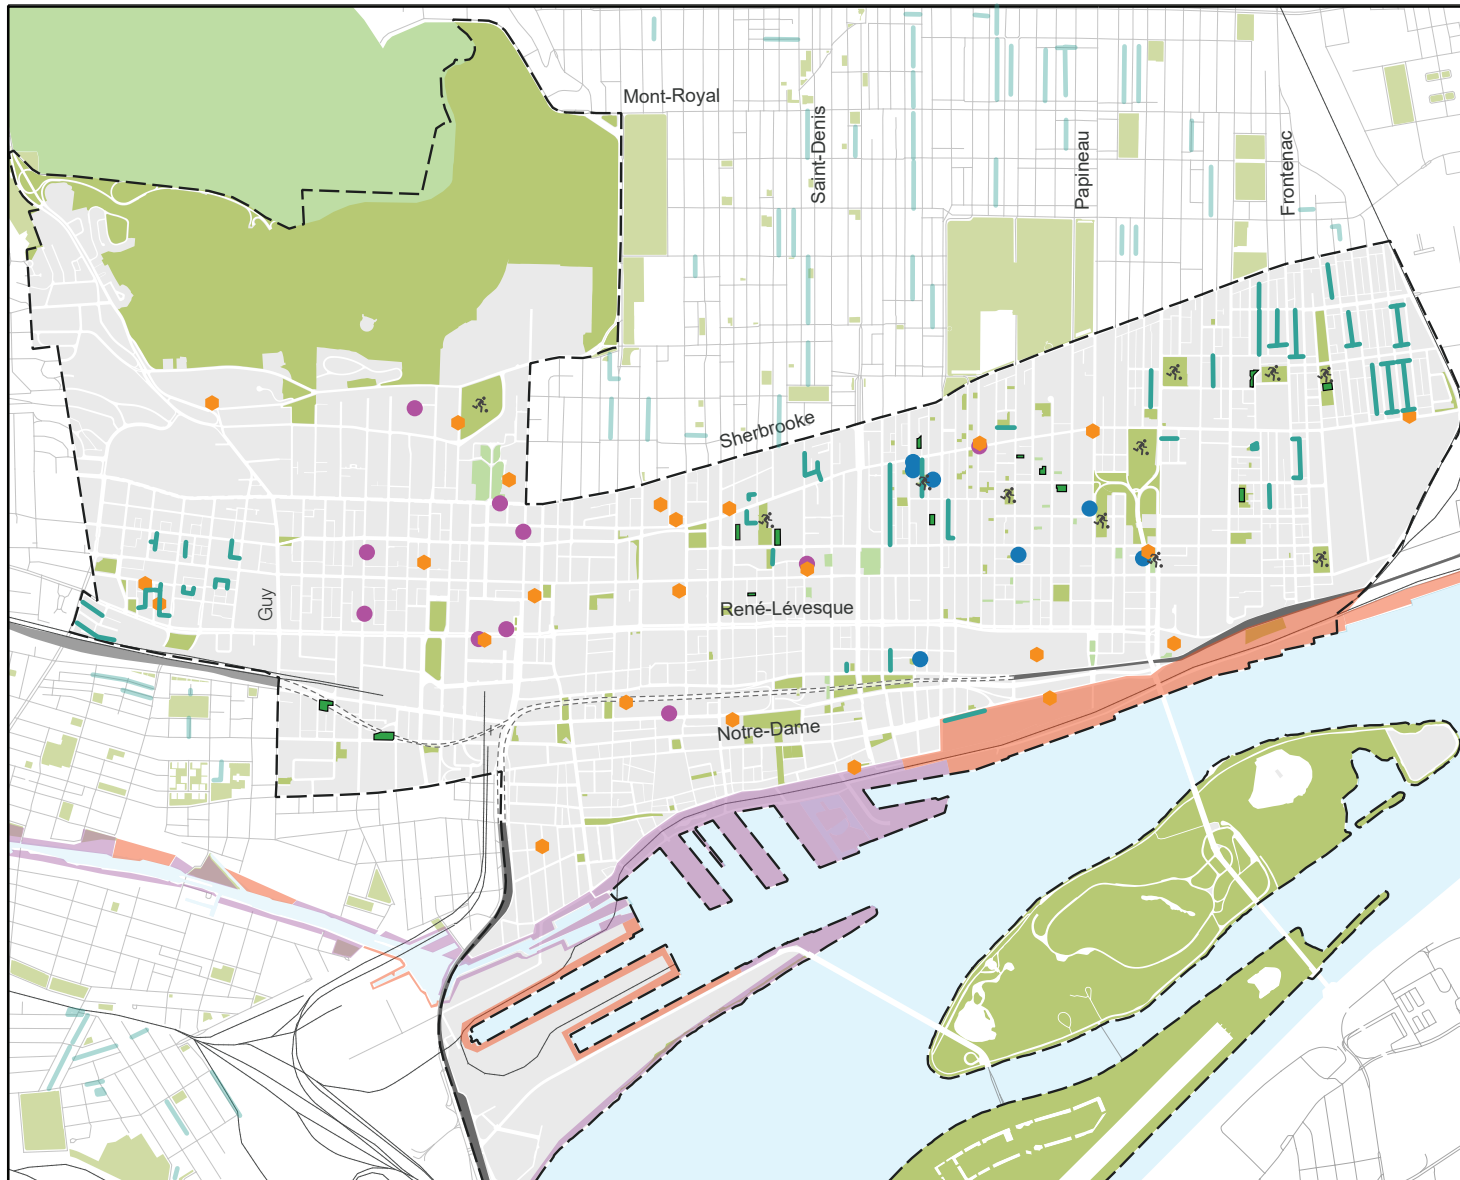 Mont-Royal
Saint-Denis
Papineau
Frontenac
Sherbrooke
Guy
René-Lévesque
Notre-Dame